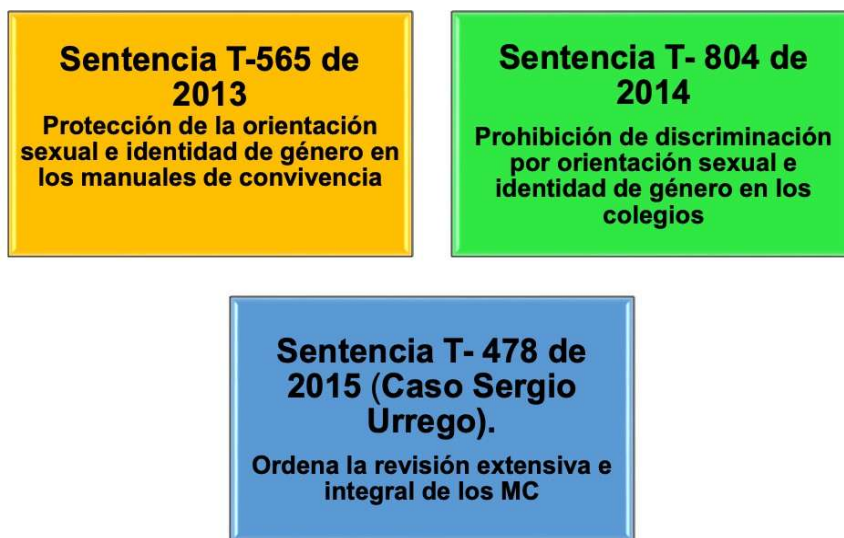 Sentencia T-565 de
2013
Protección de la orientación
sexual e identidad de género en
los manuales de convivencia
Sentencia T- 804 de
2014
Prohibición de discriminación
por orientación sexual e
identidad de género en los
colegios
Sentencia T- 478 de
2015 (Caso Sergio
Urrego).
Ordena la revisión extensiva e
integral de los MC